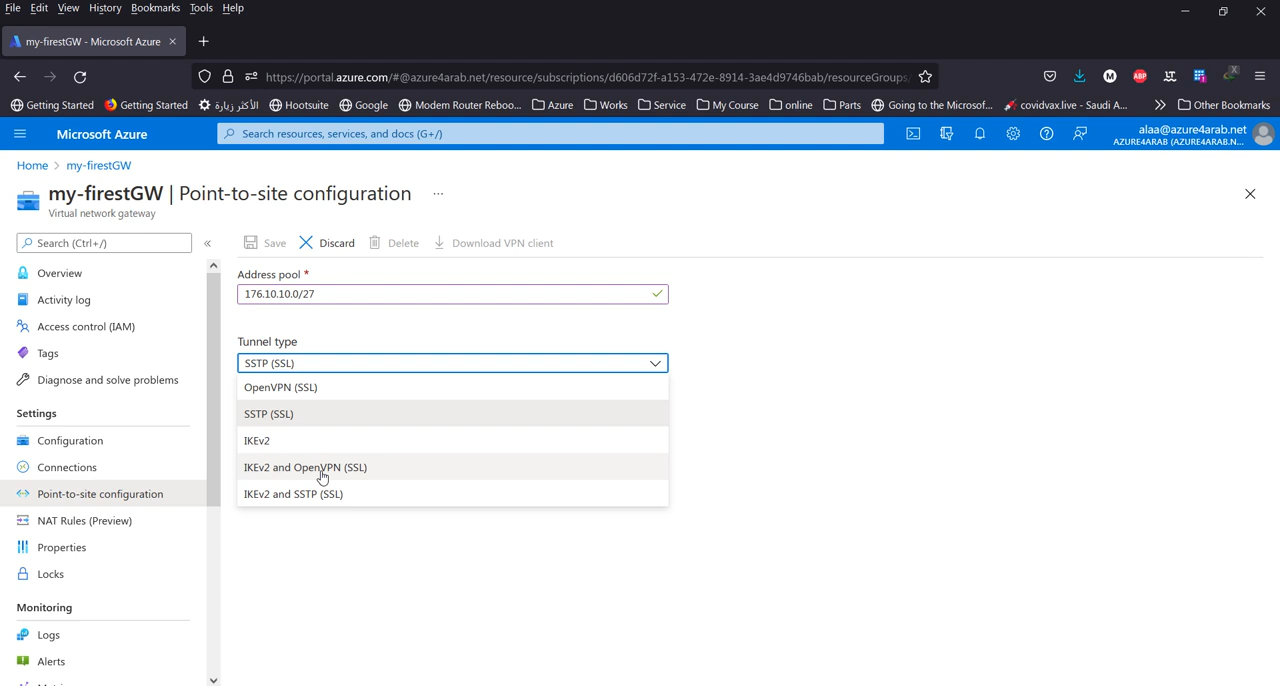 File Edit View History Bookmarks Tools Help
my-firestGW - Microsoft Azure
https://portal.azure.com/#@azure4arab.net/resource/subscriptions/d606d72f-a153-472e-8914-3ae4d9746bab/resourceGroups/
Getting Started Getting Started الأكثر زيارة Hootsuite Google Modem Router Reboo... Azure Works Service My Course online Parts Going to the Microsof... covidvax.live - Saudi A... Other Bookmarks
Microsoft Azure Search resources, services, and docs (G+/) alaa@azure4arab.net
AZURE4ARAB (AZURE4ARAB.N...
Home > my-firestGW
my-firestGW | Point-to-site configuration ...
Virtual network gateway
Search (Ctrl+/) «
Save Discard Delete Download VPN client
Overview
Activity log
Access control (IAM)
Tags
Diagnose and solve problems
Settings
Configuration
Connections
Point-to-site configuration
NAT Rules (Preview)
Properties
Locks
Monitoring
Logs
Alerts
Address pool *
176.10.10.0/27
Tunnel type
SSTP (SSL)
OpenVPN (SSL)
SSTP (SSL)
IKEv2
IKEv2 and OpenVPN (SSL)
IKEv2 and SSTP (SSL)